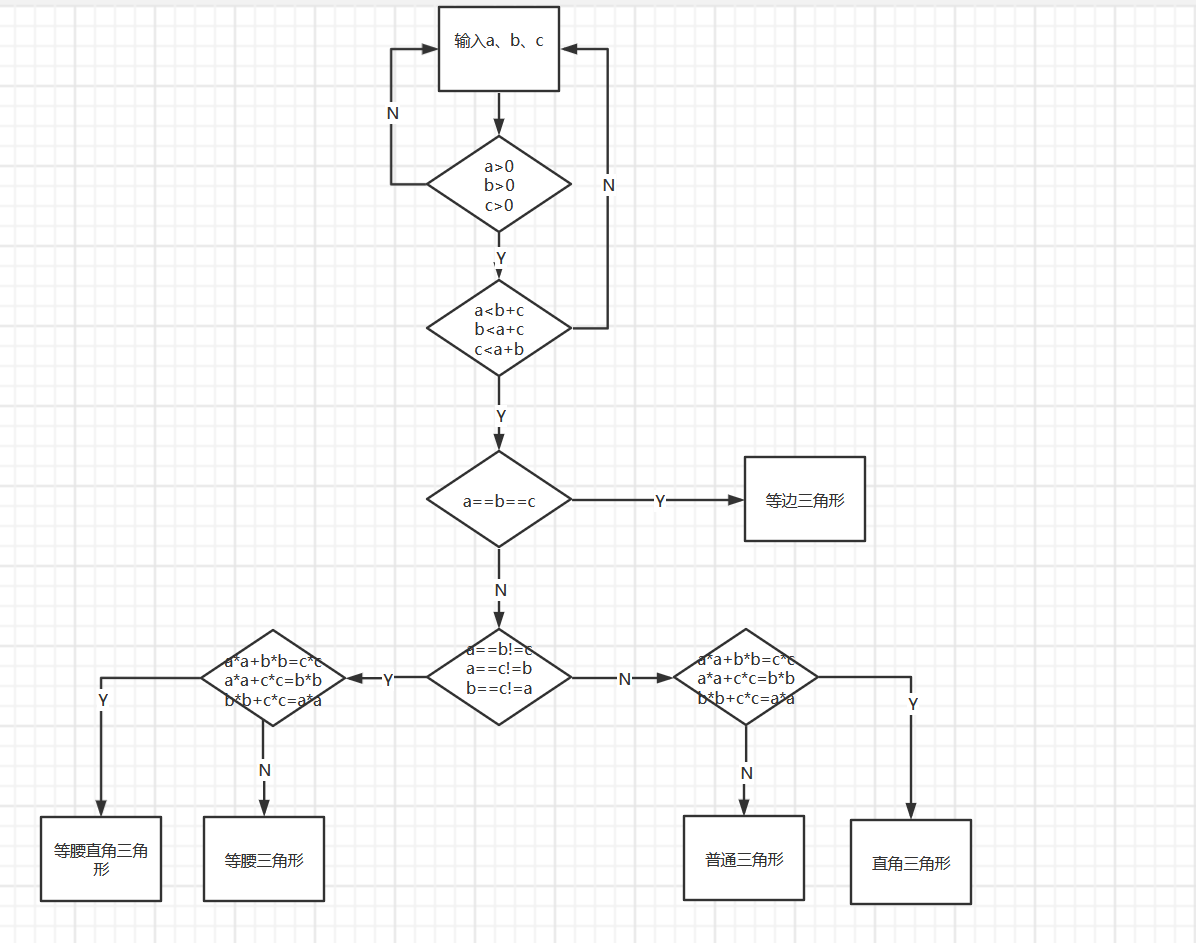 输入a、b、c
N
a>0
b>0
c>0
N
Y
a<b+c
b<a+c
c<a+b
Y
a==b==c
Y
等边三角形
N
a*a+b*b=c*c
a*a+c*c=b*b
b*b+c*c=a*a
Y
a==b!=c
a==c!=b
b==c!=a
N
a*a+b*b=c*c
a*a+c*c=b*b
b*b+c*c=a*a
Y
Y
N
N
等腰直角三角
形
等腰三角形
普通三角形
直角三角形